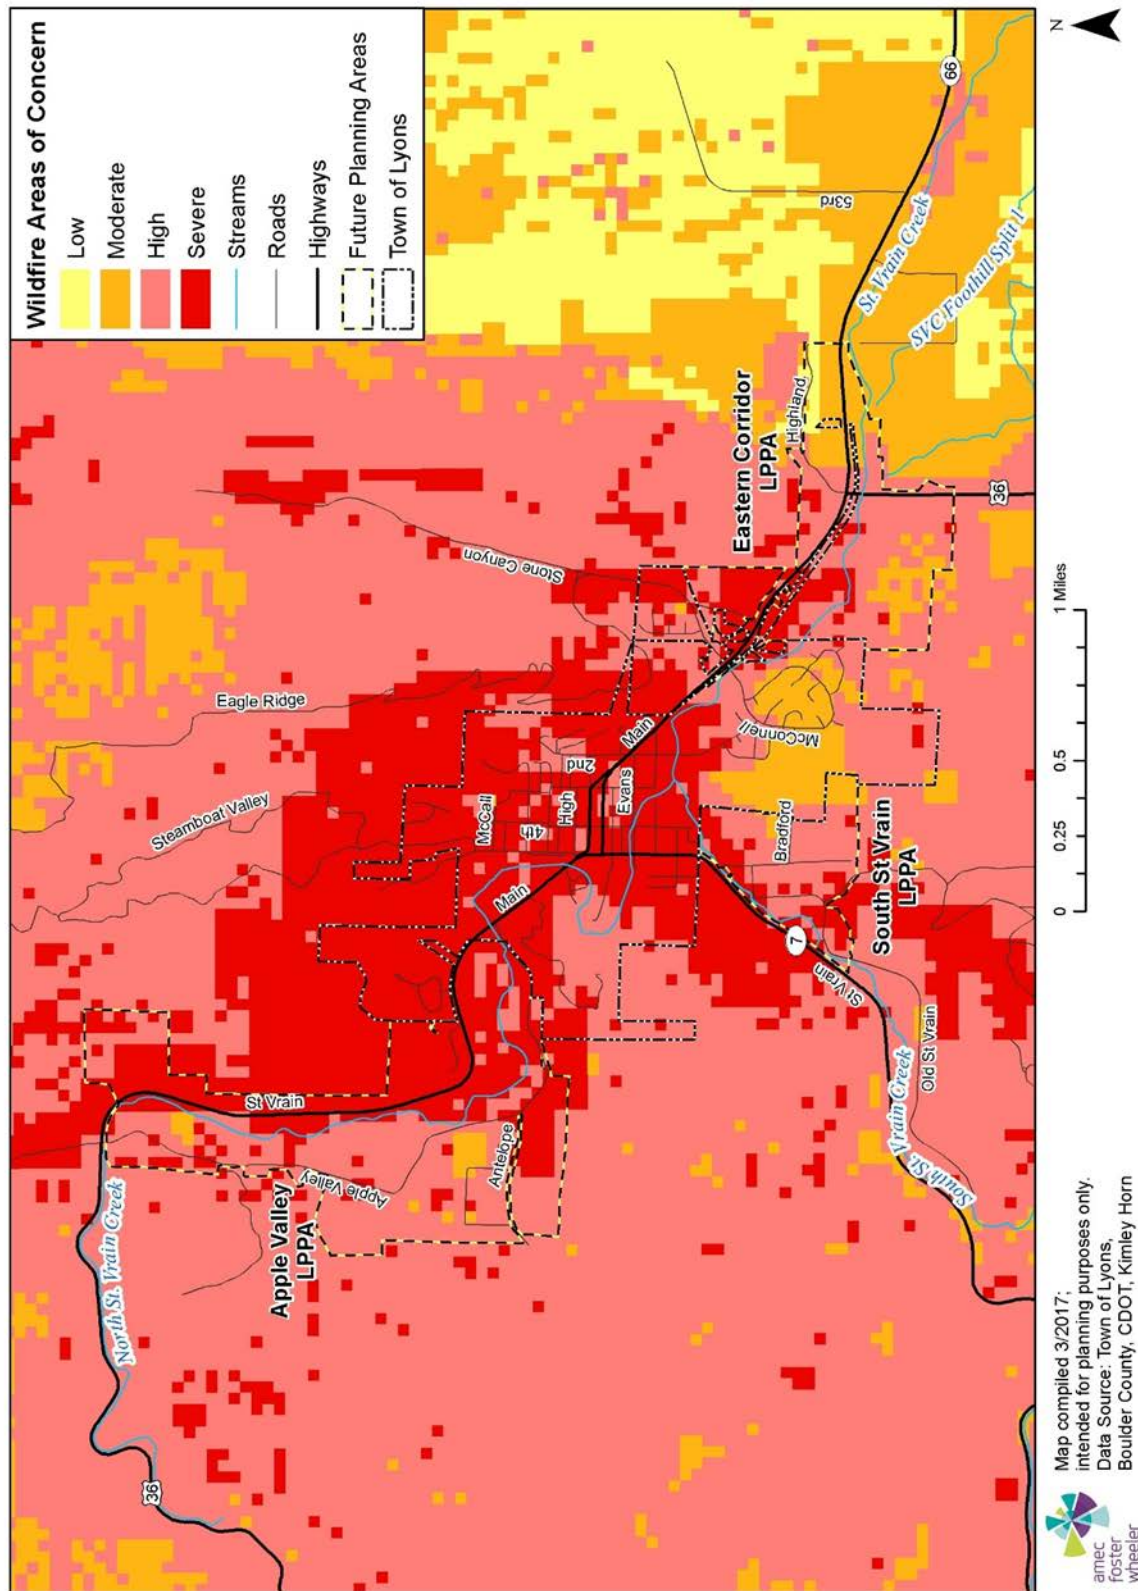 Wildfire Areas of Concern
Low
Moderate
High
Severe
Streams
Roads
Highways
Future Planning Areas
Town of Lyons
36
North St. Vrain Creek
Apple Valley
LPPA
Apple Valley
Antelope
St Vrain
Steamboat Valley
Eagle Ridge
Stone Canyon
Main
McCall
4th
High
2nd
Evans
Main
Eastern Corridor
LPPA
Highland
53rd
66
St. Vrain Creek
SVC Foothill Split 1
36
McConnell
Bradford
South St Vrain
LPPA
7
St Vrain
Old St Vrain
South St. Vrain Creek
N
0 0.25 0.5 1 Miles
Map compiled 3/2017;
intended for planning purposes only.
Data Source: Town of Lyons,
Boulder County, CDOT, Kimley Horn
amec
foster
wheeler